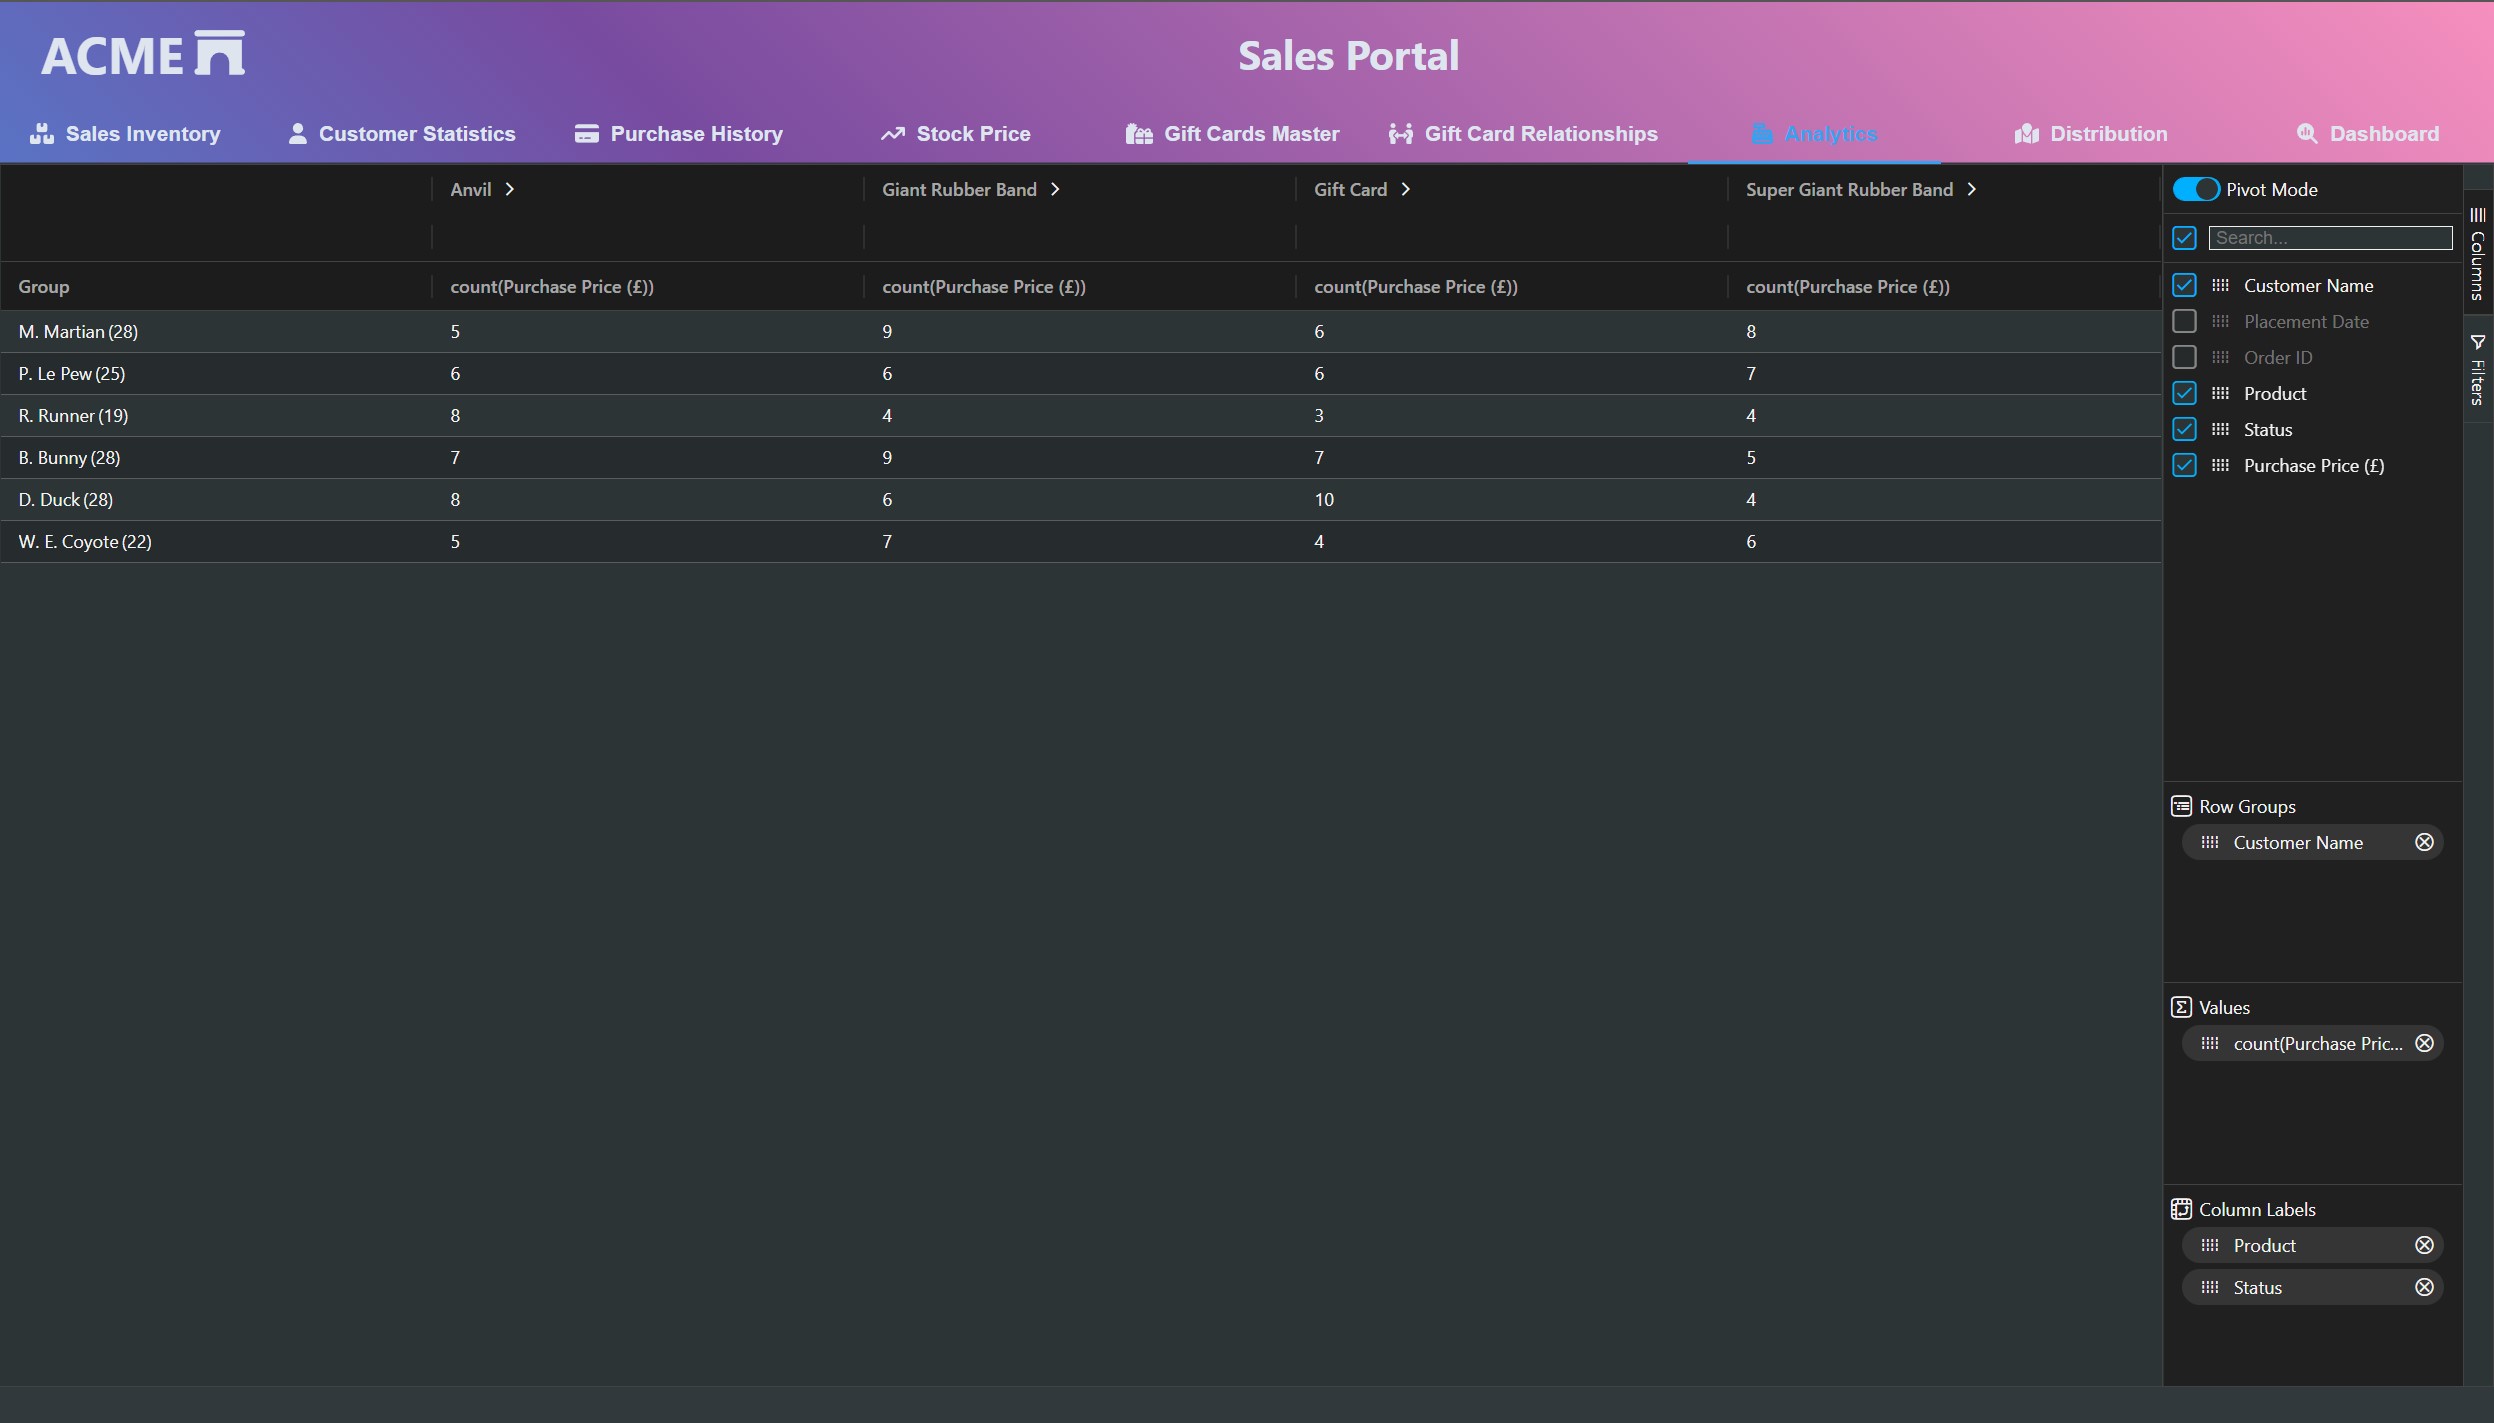 ACME
Sales Portal
Sales Inventory
Customer Statistics
Purchase History
Stock Price
Gift Cards Master
Gift Card Relationships
Analytics
Distribution
Dashboard
Anvil
Giant Rubber Band
Gift Card
Super Giant Rubber Band
Group count(Purchase Price (£)) count(Purchase Price (£)) count(Purchase Price (£)) count(Purchase Price (£))
M. Martian (28) 5 9 6 8
P. Le Pew (25) 6 6 6 7
R. Runner (19) 8 4 3 4
B. Bunny (28) 7 9 7 5
D. Duck (28) 8 6 10 4
W. E. Coyote (22) 5 7 4 6
Pivot Mode
Search...
Customer Name
Placement Date
Order ID
Product
Status
Purchase Price (£)
Row Groups
Customer Name
Values
count(Purchase Pric...
Column Labels
Product
Status
Columns
Filters